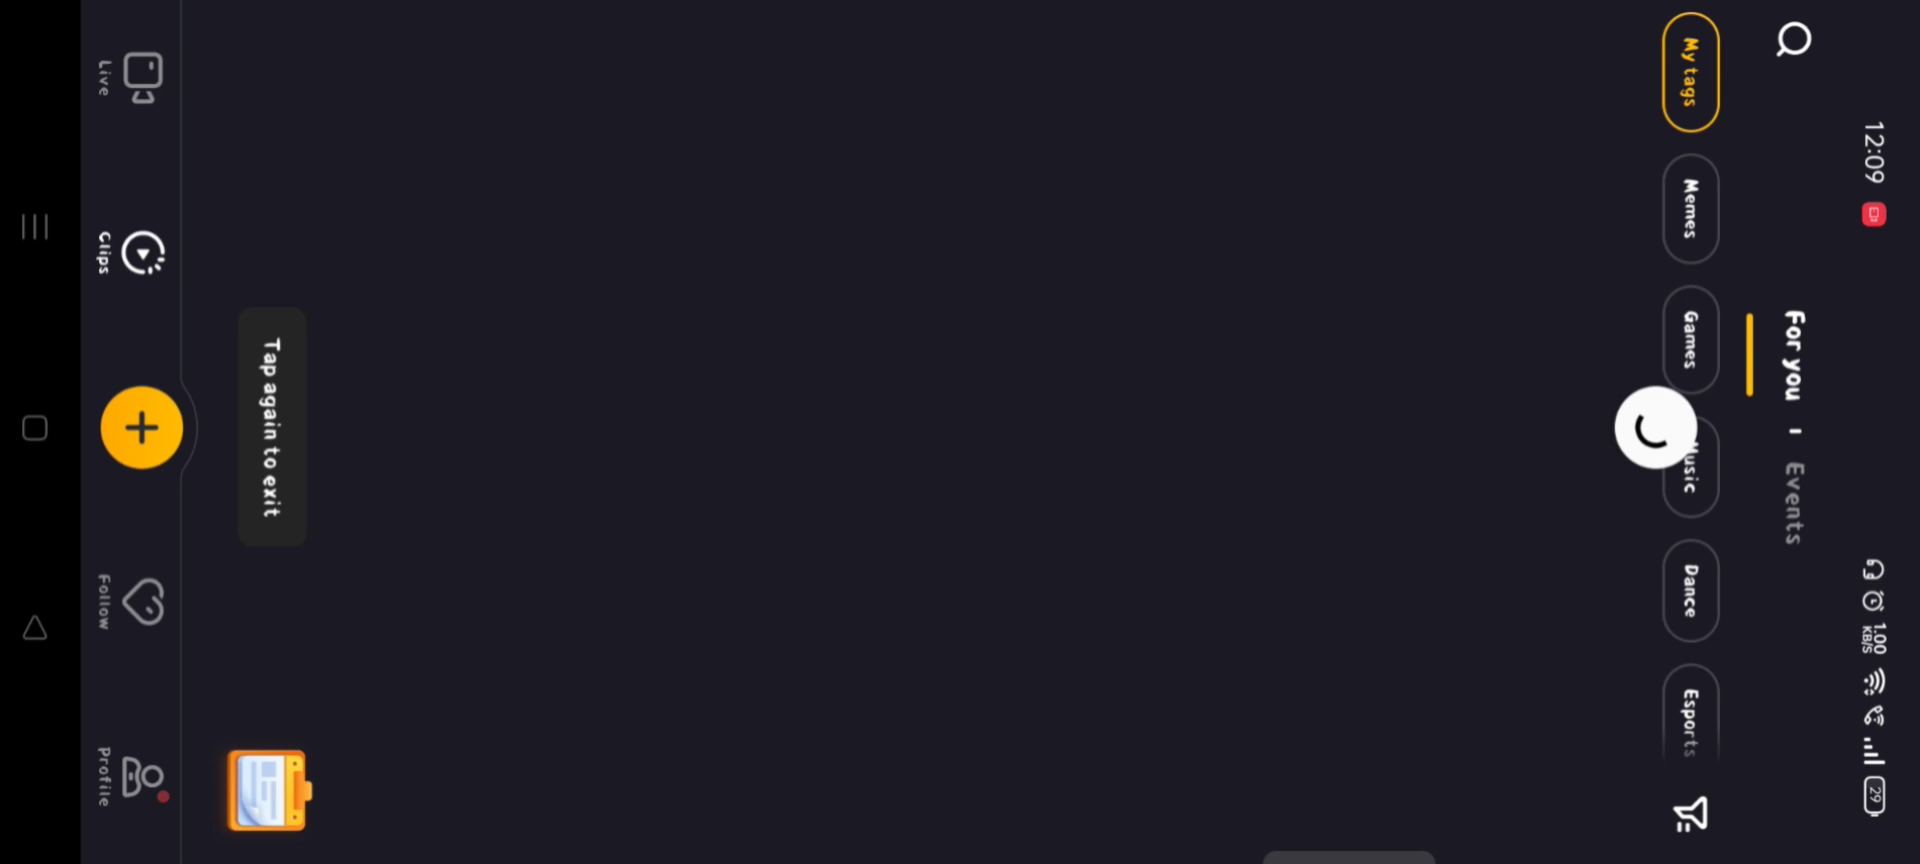 12:09
1.00
KB/S
29
For you
Events
My tags
Memes
Games
Music
Dance
Esports
Tap again to exit
Live
Clips
Follow
Profile